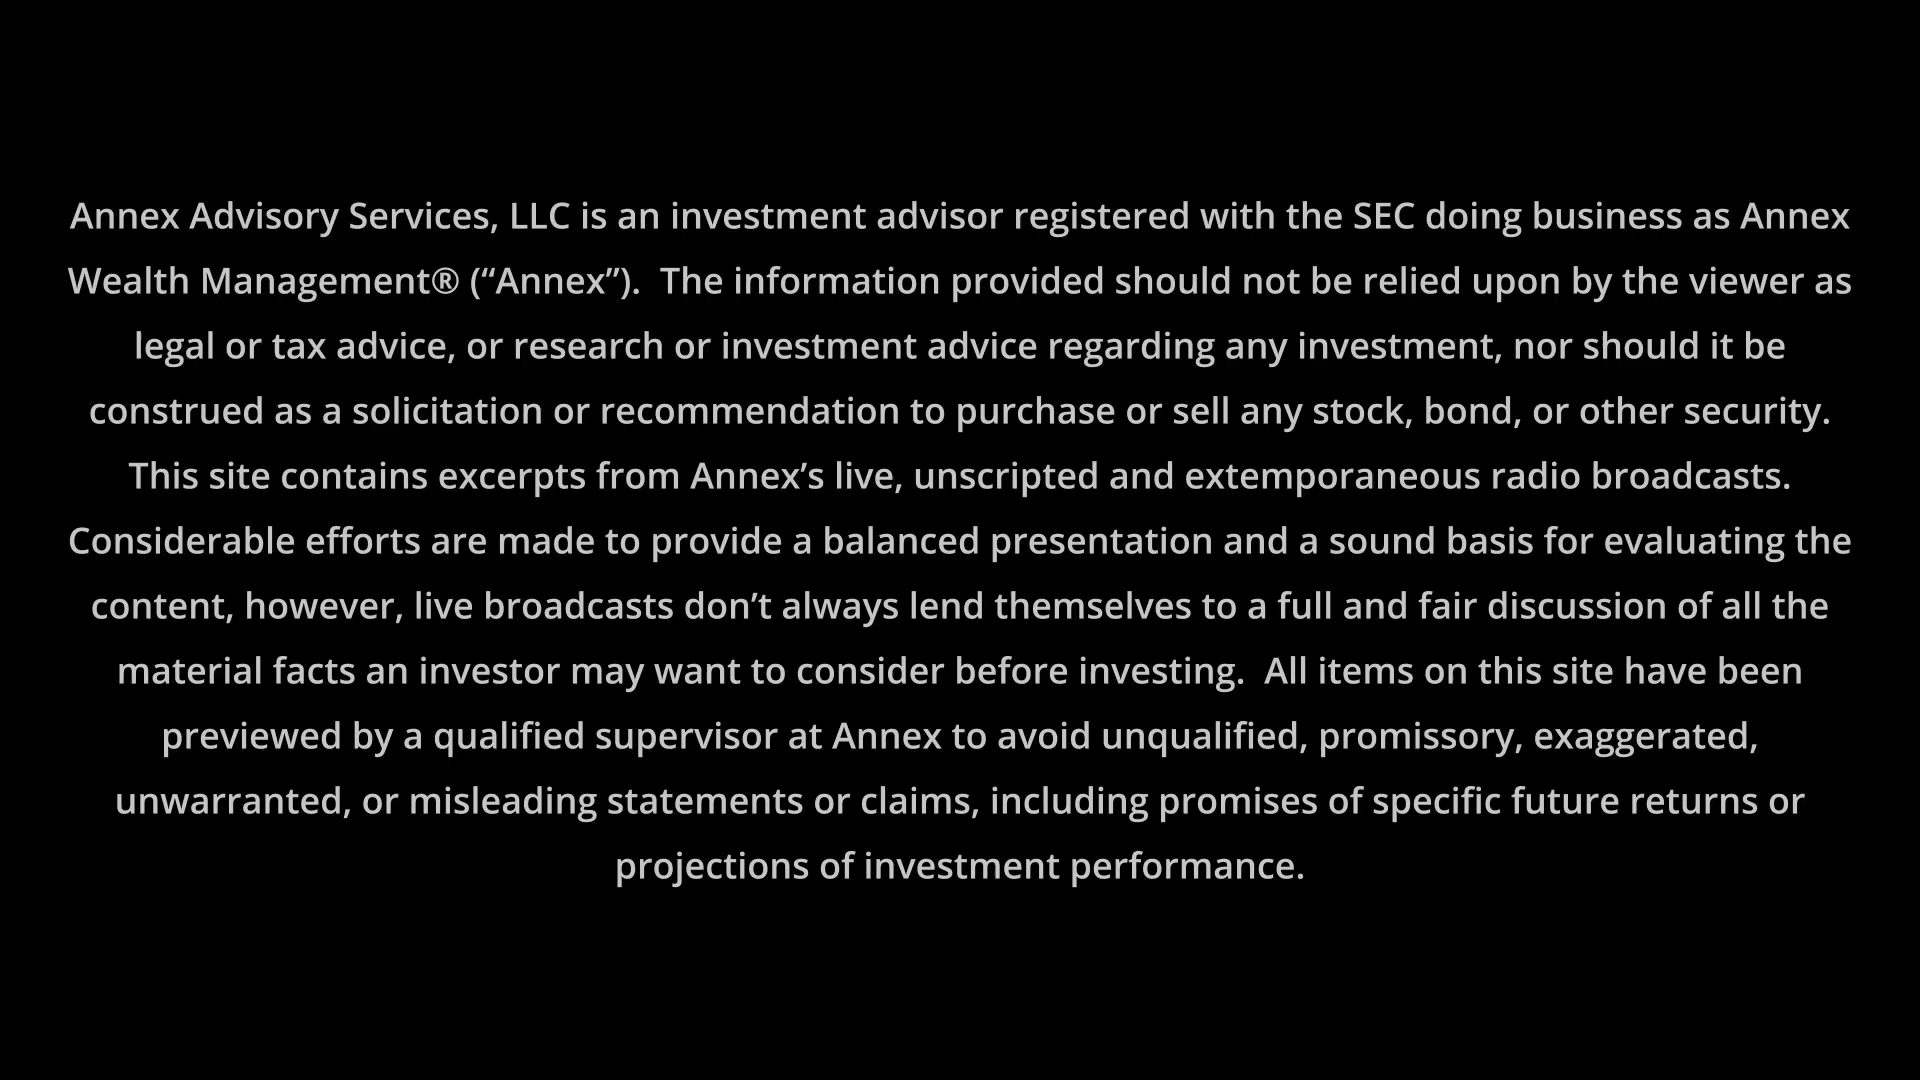 Annex Advisory Services, LLC is an investment advisor registered with the SEC doing business as Annex
Wealth Management® (“Annex”).  The information provided should not be relied upon by the viewer as
legal or tax advice, or research or investment advice regarding any investment, nor should it be
construed as a solicitation or recommendation to purchase or sell any stock, bond, or other security.
This site contains excerpts from Annex’s live, unscripted and extemporaneous radio broadcasts.
Considerable efforts are made to provide a balanced presentation and a sound basis for evaluating the
content, however, live broadcasts don’t always lend themselves to a full and fair discussion of all the
material facts an investor may want to consider before investing.  All items on this site have been
previewed by a qualified supervisor at Annex to avoid unqualified, promissory, exaggerated,
unwarranted, or misleading statements or claims, including promises of specific future returns or
projections of investment performance.